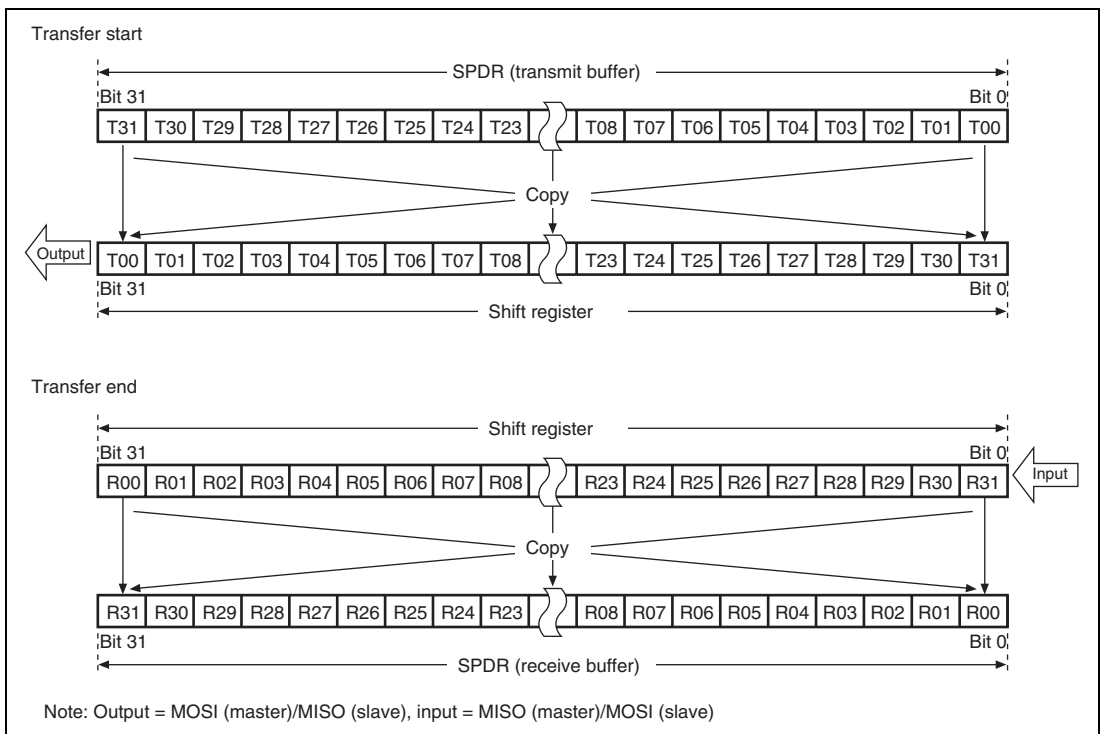 Transfer start
SPDR (transmit buffer)
Bit 31 Bit 0
T31 T30 T29 T28 T27 T26 T25 T24 T23 T08 T07 T06 T05 T04 T03 T02 T01 T00
Copy
Output
T00 T01 T02 T03 T04 T05 T06 T07 T08 T23 T24 T25 T26 T27 T28 T29 T30 T31
Bit 31 Bit 0
Shift register
Transfer end
Shift register
Bit 31 Bit 0
Input
R00 R01 R02 R03 R04 R05 R06 R07 R08 R23 R24 R25 R26 R27 R28 R29 R30 R31
Copy
R31 R30 R29 R28 R27 R26 R25 R24 R23 R08 R07 R06 R05 R04 R03 R02 R01 R00
Bit 31 Bit 0
SPDR (receive buffer)
Note: Output = MOSI (master)/MISO (slave), input = MISO (master)/MOSI (slave)